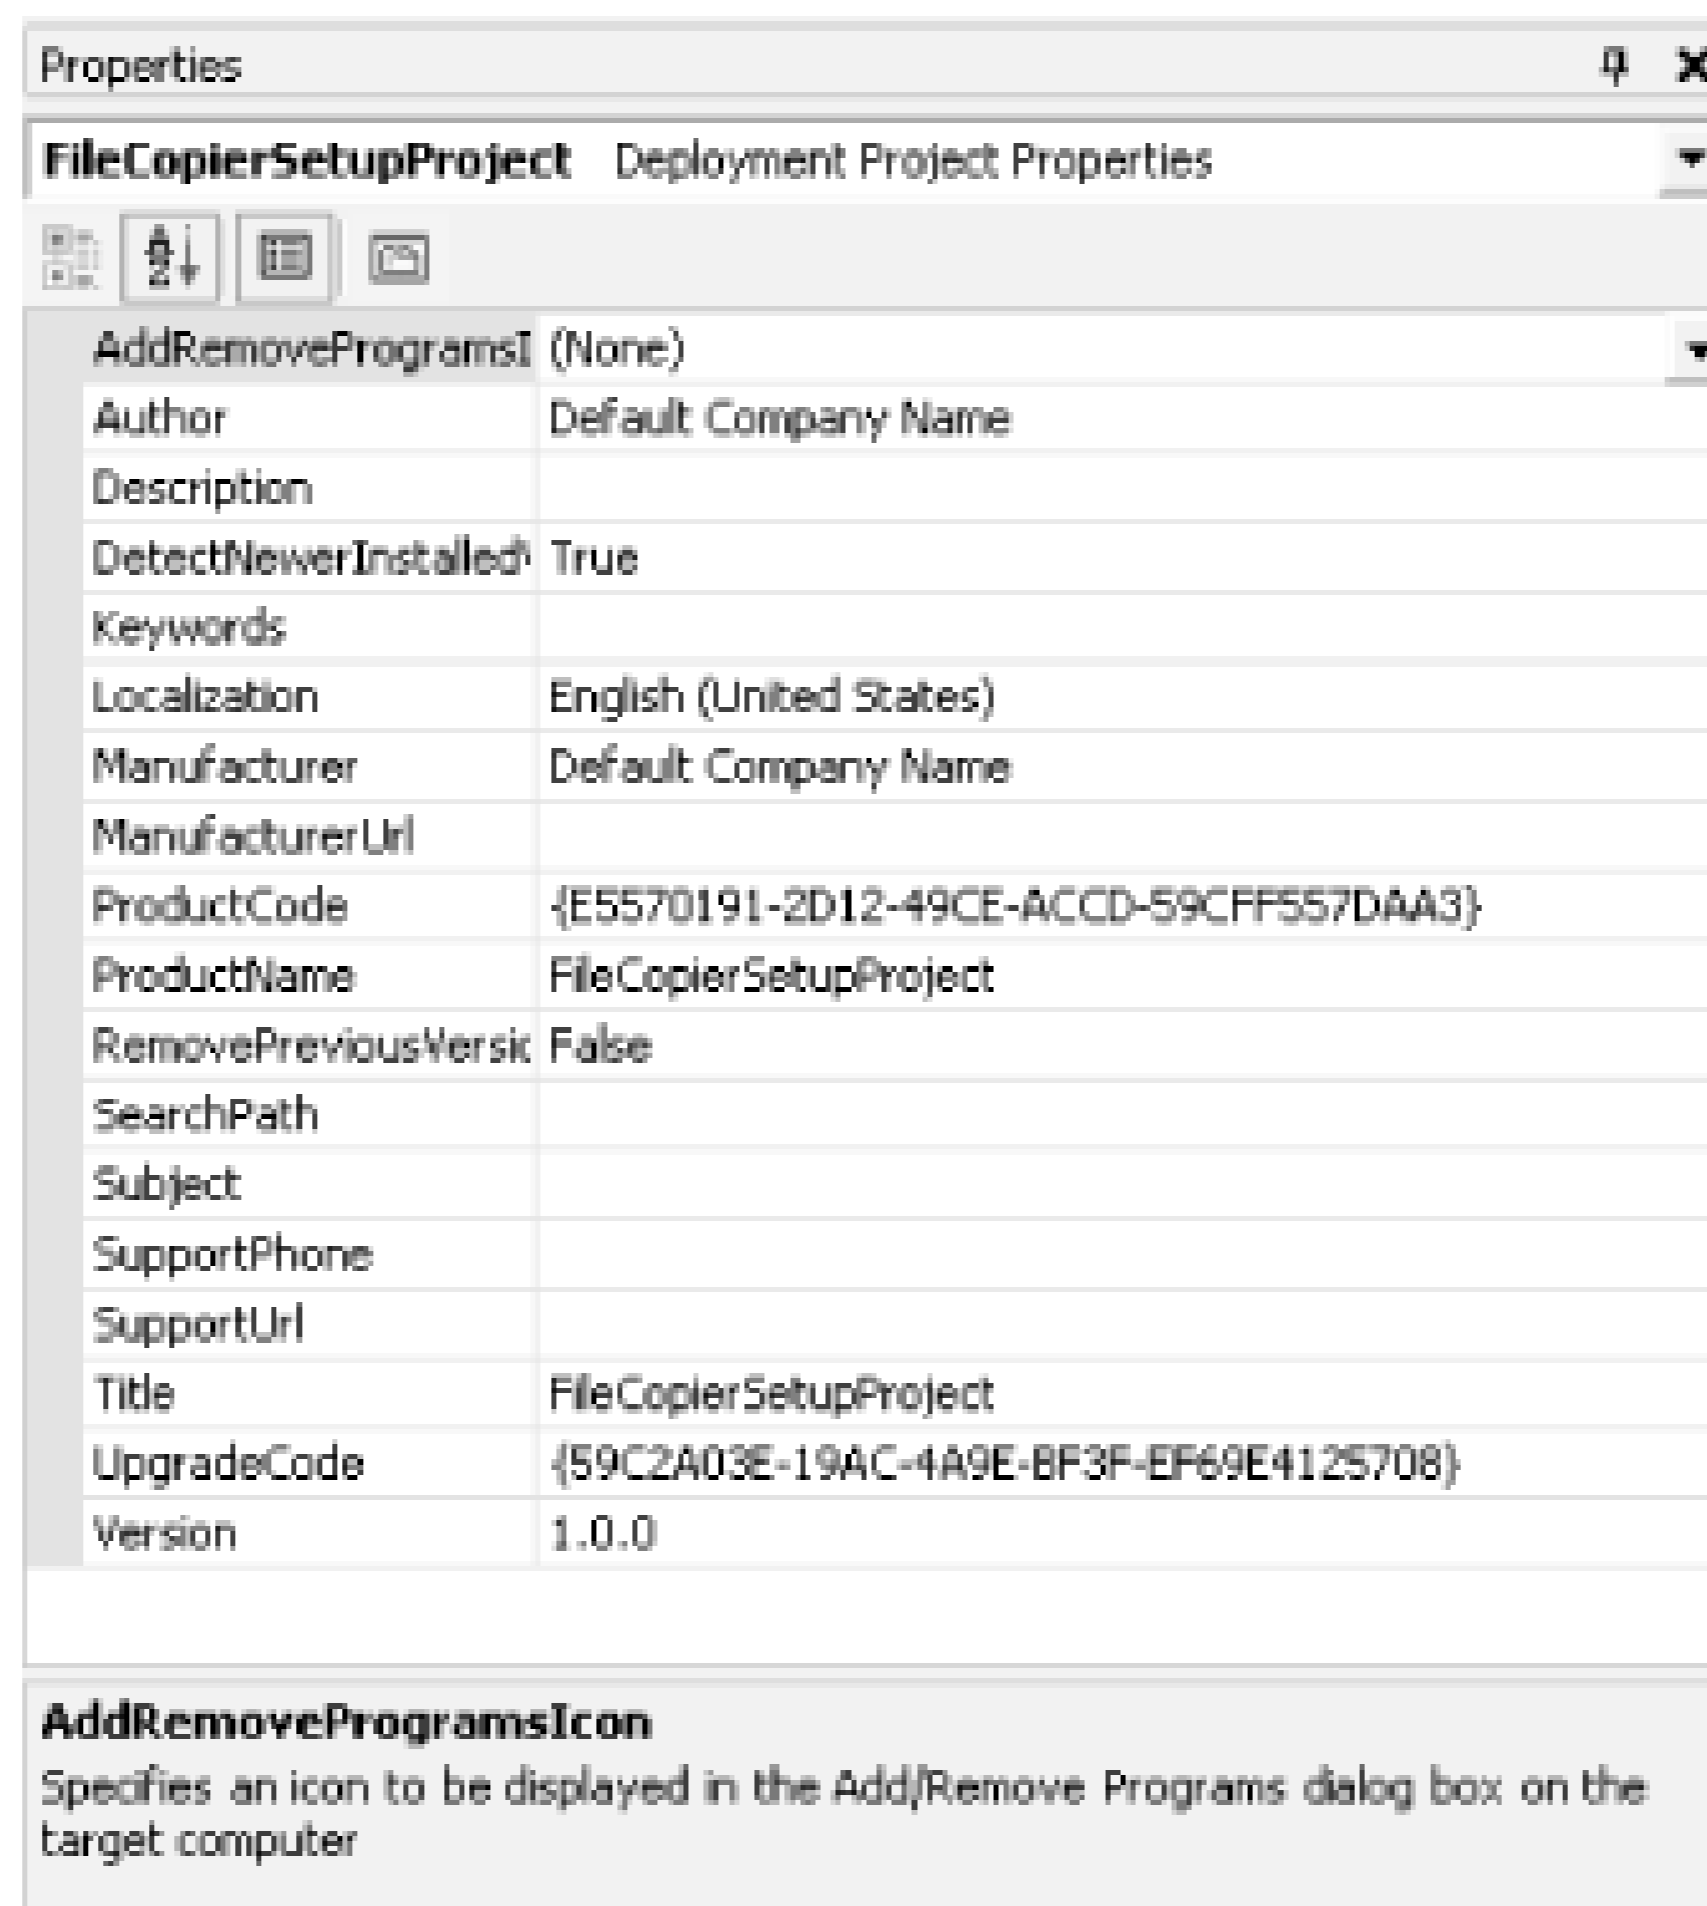 Properties
FileCopierSetupProject Deployment Project Properties
AddRemoveProgramsI (None)
Author Default Company Name
Description
DetectNewerInstalledV True
Keywords
Localization English (United States)
Manufacturer Default Company Name
ManufacturerUrl
ProductCode {E5570191-2D12-49CE-ACCD-59CFF557DAA3}
ProductName FileCopierSetupProject
RemovePreviousVersio False
SearchPath
Subject
SupportPhone
SupportUrl
Title FileCopierSetupProject
UpgradeCode {59C2A03E-19AC-4A9E-BF3F-EF69E4125708}
Version 1.0.0
AddRemoveProgramsIcon
Specifies an icon to be displayed in the Add/Remove Programs dialog box on the
target computer